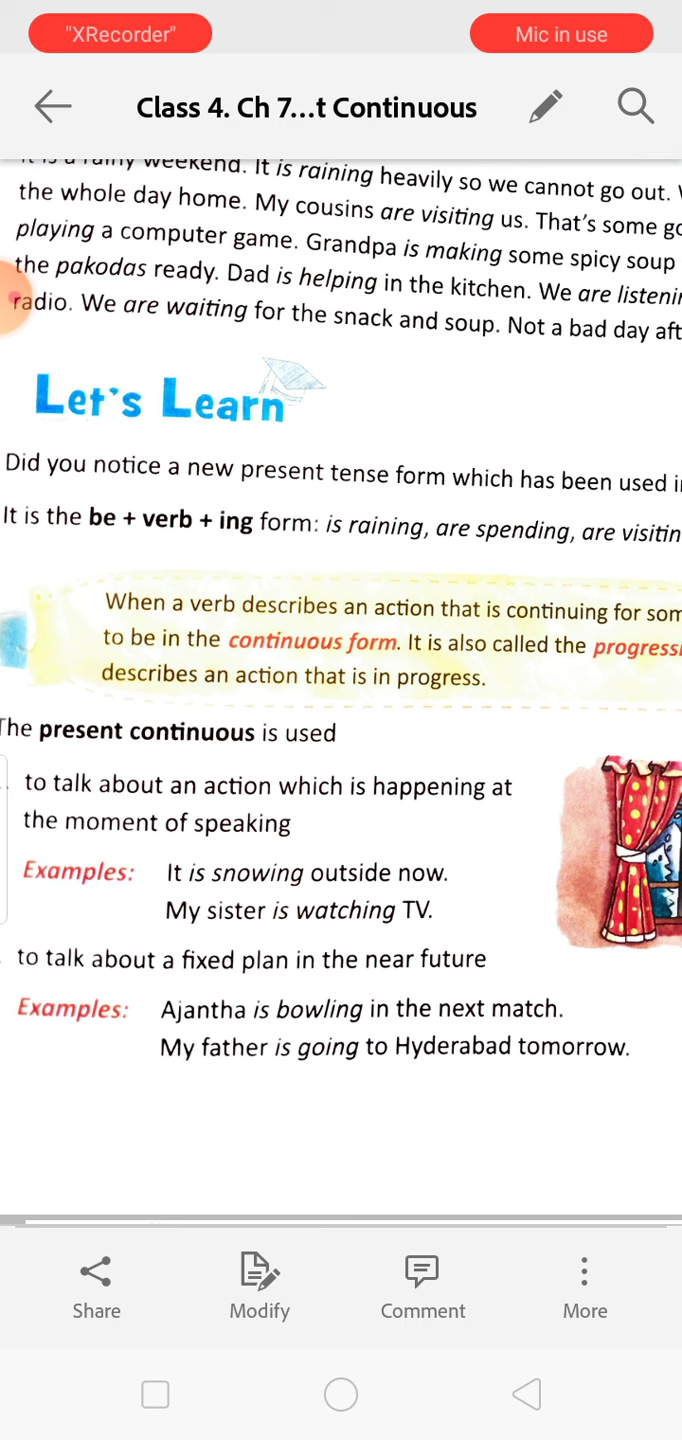 "XRecorder"
Mic in use
Class 4. Ch 7...t Continuous
It is a rainy weekend. It is raining heavily so we cannot go out.
the whole day home. My cousins are visiting us. That's some
playing a computer game. Grandpa is making some spicy soup
the pakodas ready. Dad is helping in the kitchen. We are
radio. We are waiting for the snack and soup. Not a bad day
Let's Learn
Did you notice a new present tense form which has been used
It is the be + verb + ing form: is raining, are spending, are
When a verb describes an action that is continuing for
to be in the continuous form. It is also called the
describes an action that is in progress.
The present continuous is used
to talk about an action which is happening at
the moment of speaking
Examples: It is snowing outside now.
My sister is watching TV.
to talk about a fixed plan in the near future
Examples: Ajantha is bowling in the next match.
My father is going to Hyderabad tomorrow.
Share
Modify
Comment
More